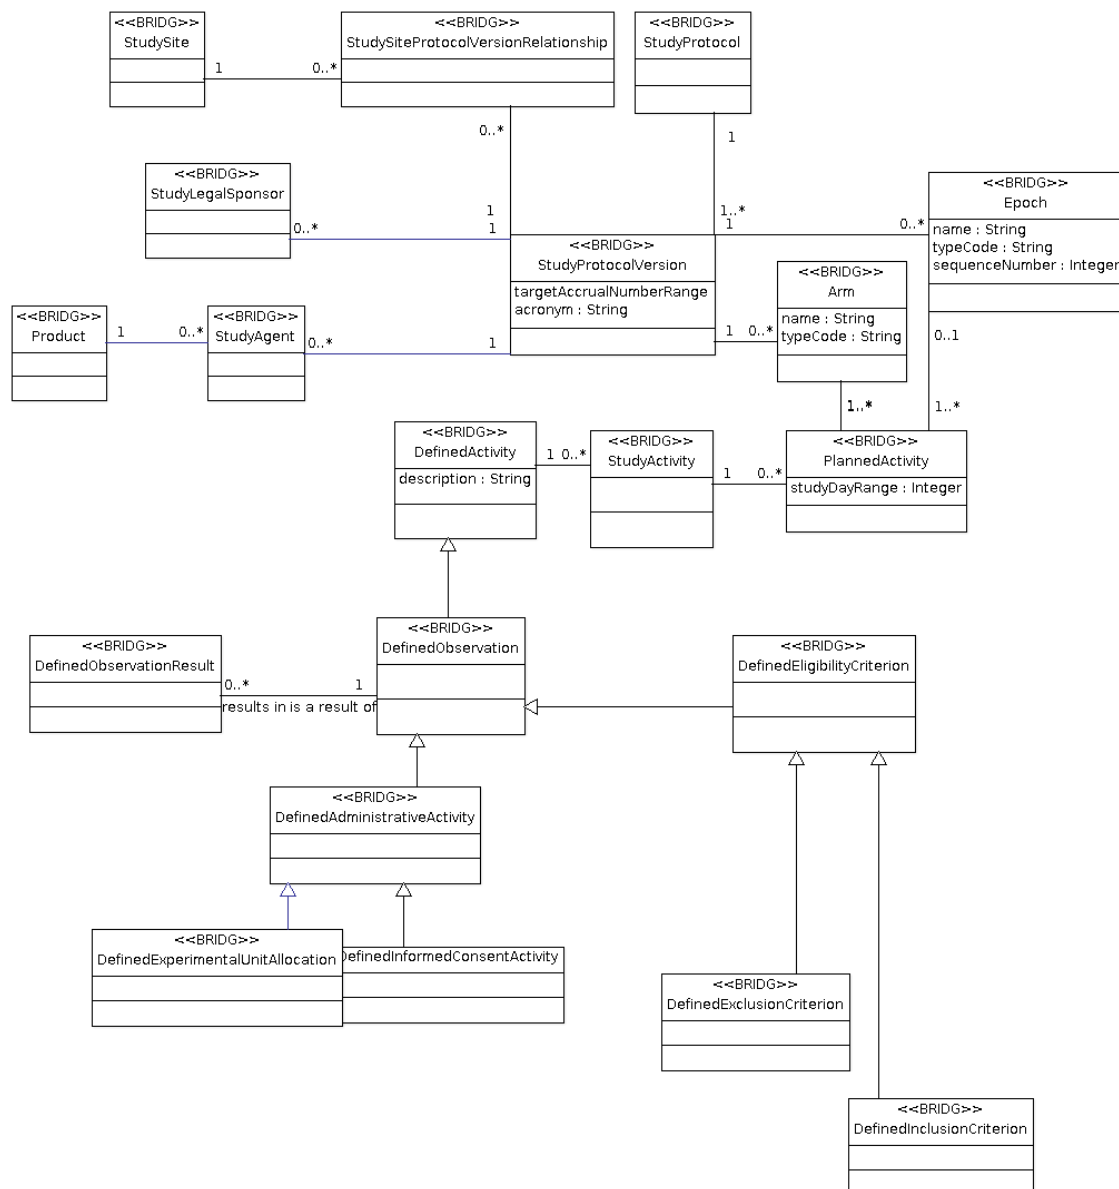 <<BRIDG>>
StudySite
1
0..*
<<BRIDG>>
StudySiteProtocolVersionRelationship
0..*
1
<<BRIDG>>
StudyProtocol
1
1..*
<<BRIDG>>
StudyLegalSponsor
0..*
1
<<BRIDG>>
Epoch
name : String
typeCode : String
sequenceNumber : Integer
1
0..*
<<BRIDG>>
StudyProtocolVersion
targetAccrualNumberRange
acronym : String
<<BRIDG>>
Arm
name : String
typeCode : String
1
0..*
<<BRIDG>>
Product
1
0..*
<<BRIDG>>
StudyAgent
0..*
1
0..1
1..*
1..*
<<BRIDG>>
DefinedActivity
description : String
1
0..*
<<BRIDG>>
StudyActivity
1
0..*
<<BRIDG>>
PlannedActivity
studyDayRange : Integer
<<BRIDG>>
DefinedObservationResult
0..*
1
results in is a result of
<<BRIDG>>
DefinedObservation
<<BRIDG>>
DefinedEligibilityCriterion
<<BRIDG>>
DefinedAdministrativeActivity
<<BRIDG>>
DefinedExperimentalUnitAllocation
DefinedInformedConsentActivity
<<BRIDG>>
DefinedExclusionCriterion
<<BRIDG>>
DefinedInclusionCriterion